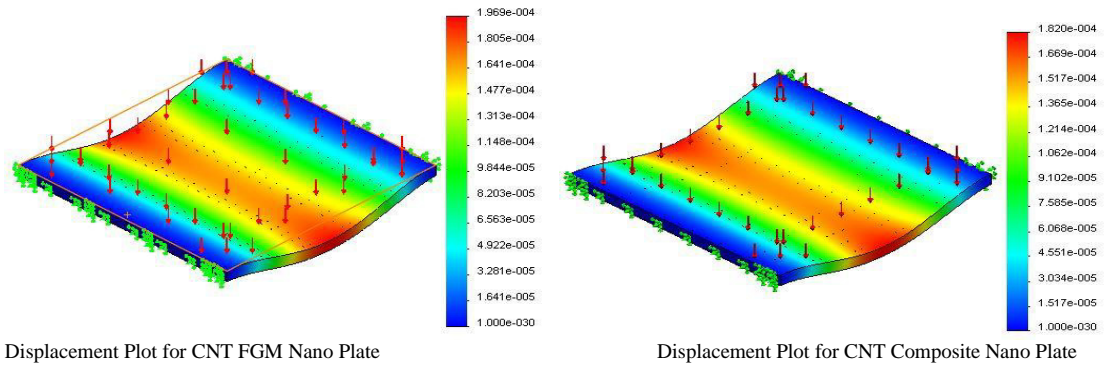 1.969e-004
1.805e-004
1.641e-004
1.477e-004
1.313e-004
1.148e-004
9.844e-005
8.203e-005
6.563e-005
4.922e-005
3.281e-005
1.641e-005
1.000e-030
1.820e-004
1.669e-004
1.517e-004
1.365e-004
1.214e-004
1.062e-004
9.102e-005
7.585e-005
6.068e-005
4.551e-005
3.034e-005
1.517e-005
1.000e-030
Displacement Plot for CNT FGM Nano Plate
Displacement Plot for CNT Composite Nano Plate